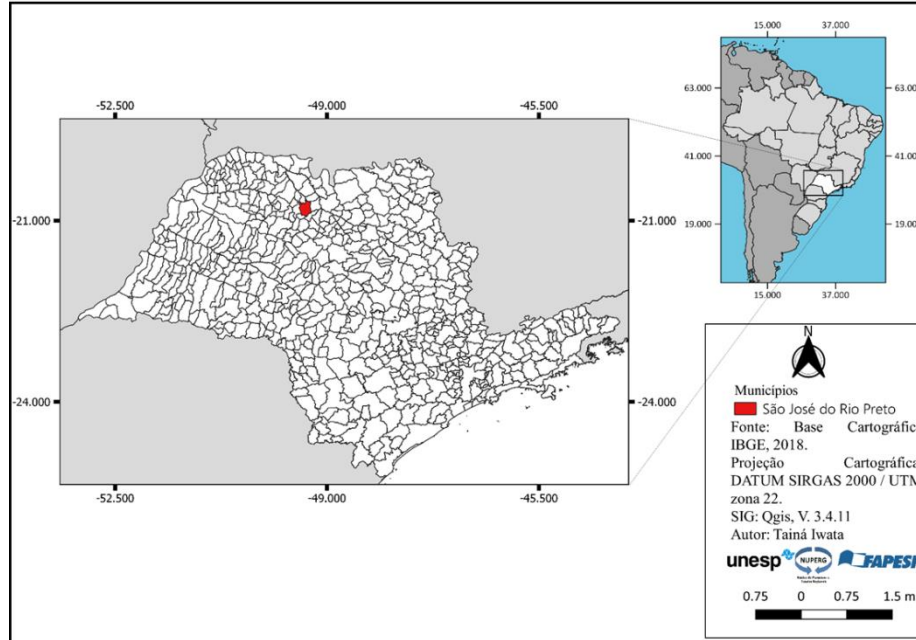 -52.500 -49.000 -45.500
-21.000 -21.000
-24.000 -24.000
-52.500 -49.000 -45.500
15.000 37.000
63.000 63.000
41.000 41.000
19.000 19.000
15.000 37.000
N
Municípios
São José do Rio Preto
Fonte: Base Cartográfic
IBGE, 2018.
Projeção Cartográfica
DATUM SIRGAS 2000 / UTM
zona 22.
SIG: Qgis, V. 3.4.11
Autor: Tainá Iwata
unesp NUPERG FAPESP
0.75 0 0.75 1.5 m